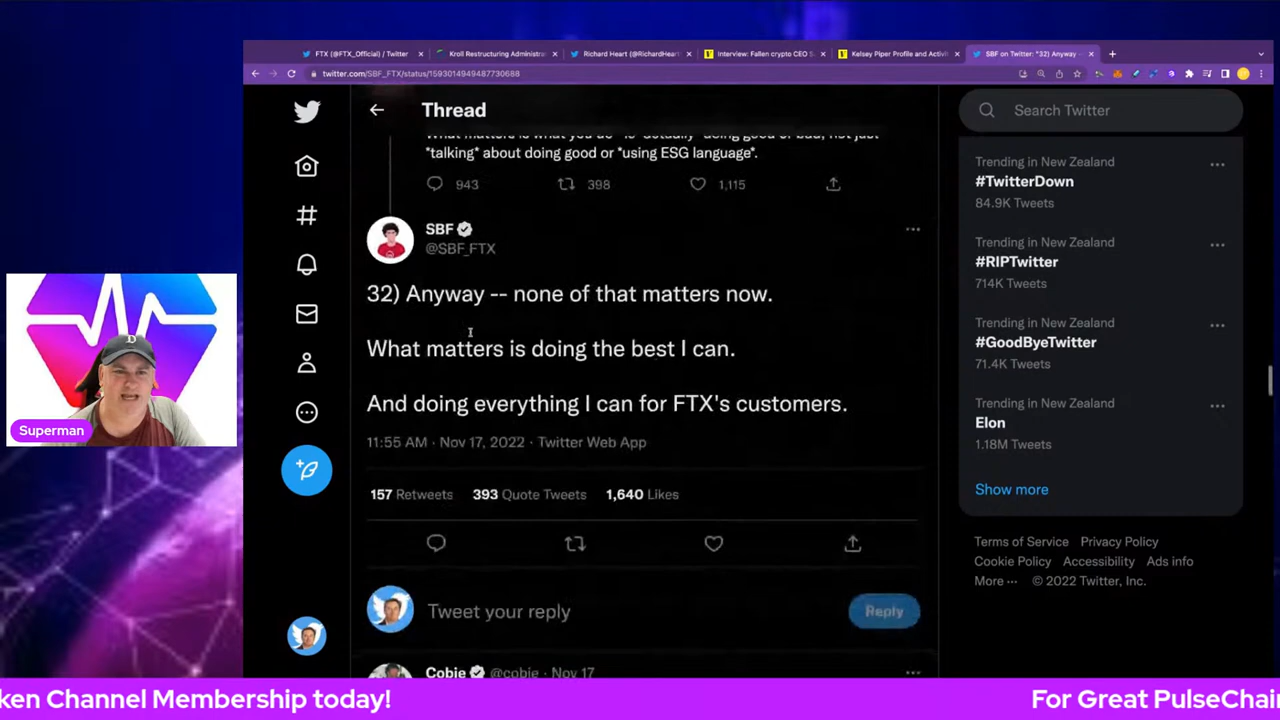 FTX (@FTX_Official) / Twitter
Kroll Restructuring Administra
Richard Heart (@RichardHeart
Interview: Fallen crypto CEO
Kelsey Piper Profile and Activi
SBF on Twitter: "32) Anyway --
twitter.com/SBF_FTX/status/1593014949487730688
Thread
Search Twitter
*talking* about doing good or *using ESG language*.
943
398
1,115
SBF
@SBF_FTX
32) Anyway -- none of that matters now.
What matters is doing the best I can.
And doing everything I can for FTX's customers.
11:55 AM · Nov 17, 2022 · Twitter Web App
157 Retweets 393 Quote Tweets 1,640 Likes
Tweet your reply
Reply
Cobie @cobie · Nov 17
Trending in New Zealand
#TwitterDown
84.9K Tweets
Trending in New Zealand
#RIPTwitter
714K Tweets
Trending in New Zealand
#GoodByeTwitter
71.4K Tweets
Trending in New Zealand
Elon
1.18M Tweets
Show more
Terms of Service Privacy Policy
Cookie Policy Accessibility Ads info
More ··· © 2022 Twitter, Inc.
Superman
ken Channel Membership today!
For Great PulseChai